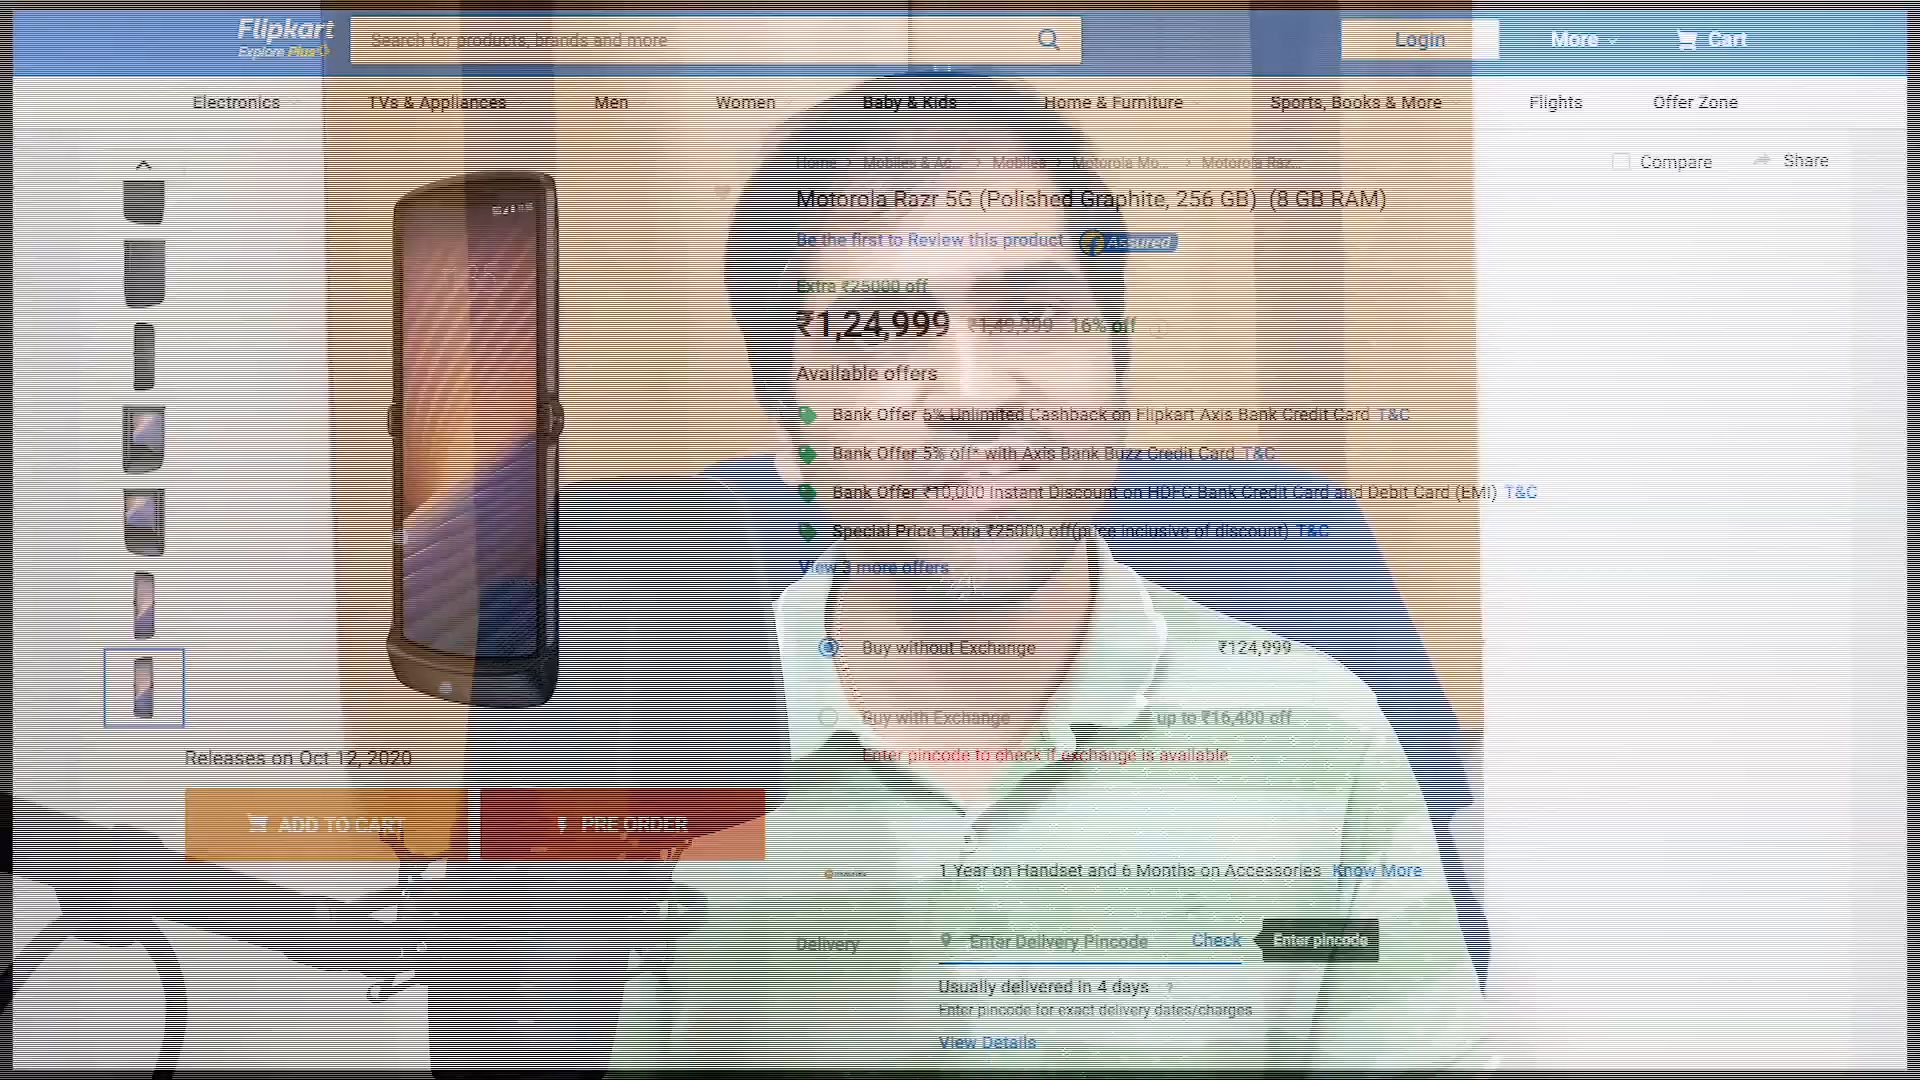 Flipkart
Explore Plus
Search for products, brands and more
Login
More
Cart
Electronics
TVs & Appliances
Men
Women
Baby & Kids
Home & Furniture
Sports, Books & More
Flights
Offer Zone
Home > Mobiles & Ac... > Mobiles > Motorola Mo... > Motorola Raz...
Compare
Share
Motorola Razr 5G (Polished Graphite, 256 GB) (8 GB RAM)
Be the first to Review this product
Assured
Extra ₹25000 off
₹1,24,999 ₹1,49,999 16% off
Available offers
Bank Offer 5% Unlimited Cashback on Flipkart Axis Bank Credit Card T&C
Bank Offer 5% off* with Axis Bank Buzz Credit Card T&C
Bank Offer ₹10,000 Instant Discount on HDFC Bank Credit Card and Debit Card (EMI) T&C
Special Price Extra ₹25000 off(price inclusive of discount) T&C
View 3 more offers
Buy without Exchange ₹124,999
Buy with Exchange up to ₹16,400 off
Enter pincode to check if exchange is available
Releases on Oct 12, 2020
ADD TO CART
PRE ORDER
1 Year on Handset and 6 Months on Accessories Know More
Delivery
Enter Delivery Pincode
Check
Enter pincode
Usually delivered in 4 days ?
Enter pincode for exact delivery dates/charges
View Details